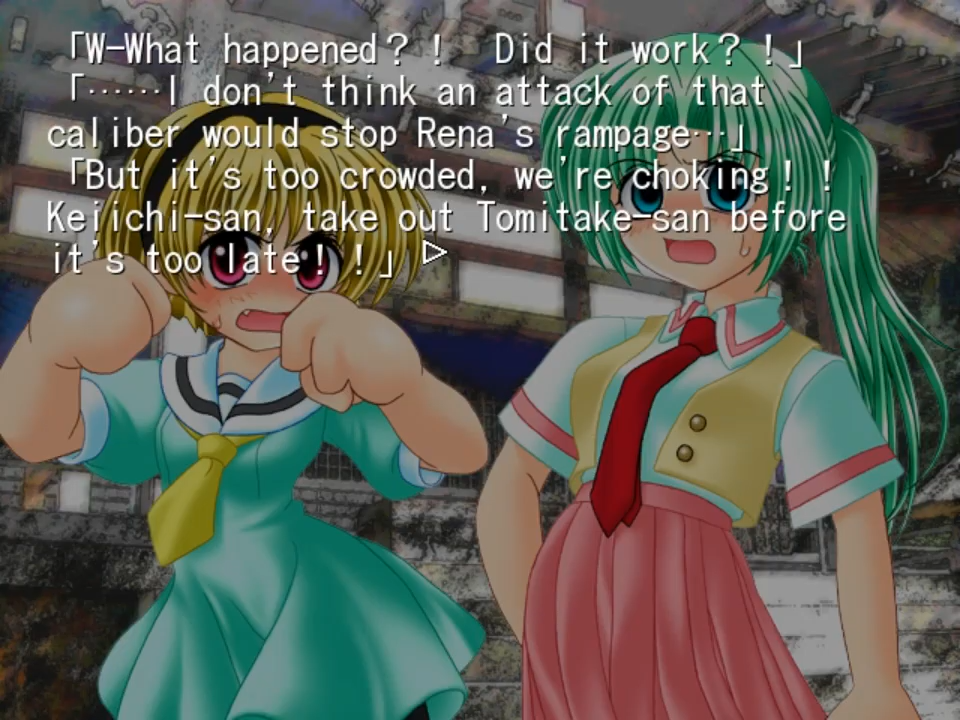 「W-What happened？！　Did it work？！」
「……I don't think an attack of that
caliber would stop Rena's rampage…」
「But it's too crowded, we're choking！！
Keiichi-san, take out Tomitake-san before
it's too late！！」